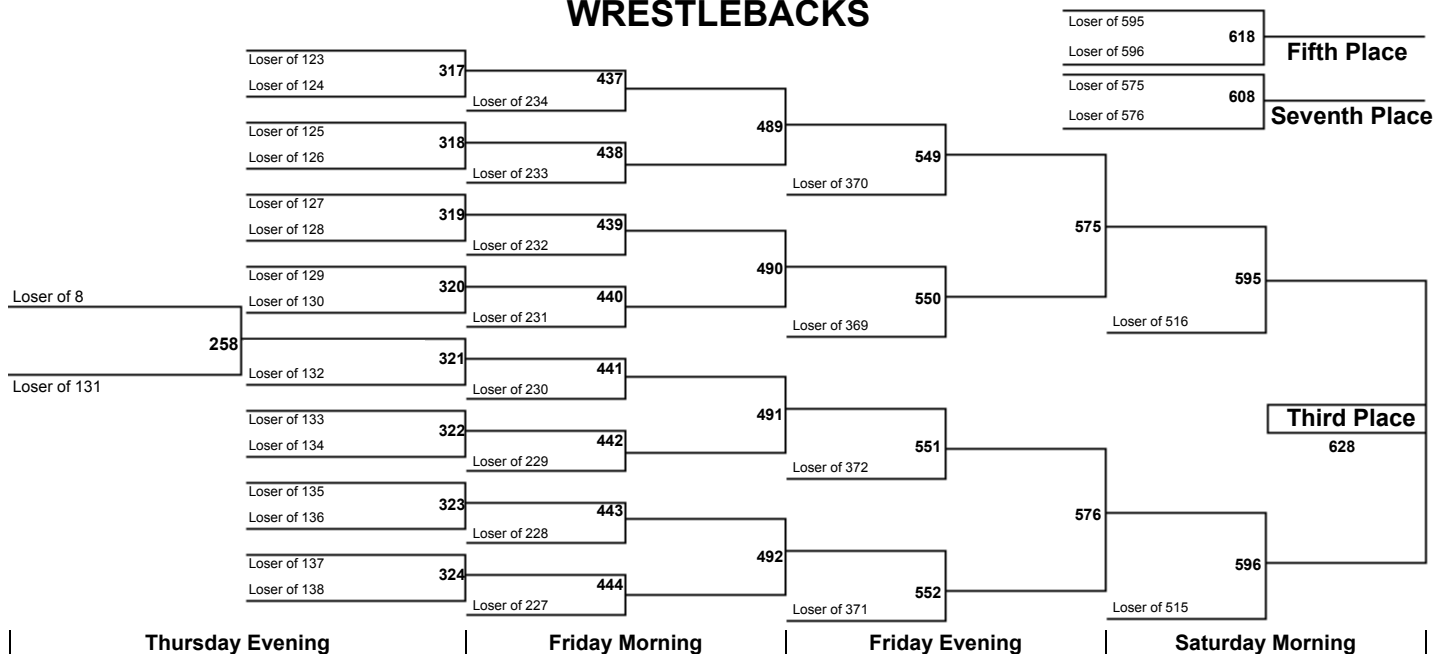 WRESTLEBACKS
Loser of 595
618
Loser of 596
Fifth Place
Loser of 575
608
Loser of 576
Seventh Place
Loser of 8
258
Loser of 131
Loser of 123
317
Loser of 124
Loser of 125
318
Loser of 126
Loser of 127
319
Loser of 128
Loser of 129
320
Loser of 130
321
Loser of 132
Loser of 133
322
Loser of 134
Loser of 135
323
Loser of 136
Loser of 137
324
Loser of 138
437
Loser of 234
438
Loser of 233
439
Loser of 232
440
Loser of 231
441
Loser of 230
442
Loser of 229
443
Loser of 228
444
Loser of 227
489
490
491
492
549
Loser of 370
550
Loser of 369
551
Loser of 372
552
Loser of 371
575
576
595
Loser of 516
596
Loser of 515
Third Place
628
Thursday Evening
Friday Morning
Friday Evening
Saturday Morning